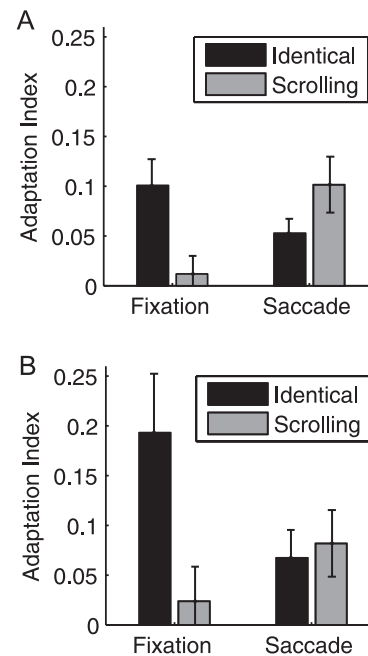 A
0.25
0.2
0.15
0.1
0.05
0
Adaptation Index
Identical
Scrolling
Fixation Saccade
B
0.25
0.2
0.15
0.1
0.05
0
Adaptation Index
Identical
Scrolling
Fixation Saccade